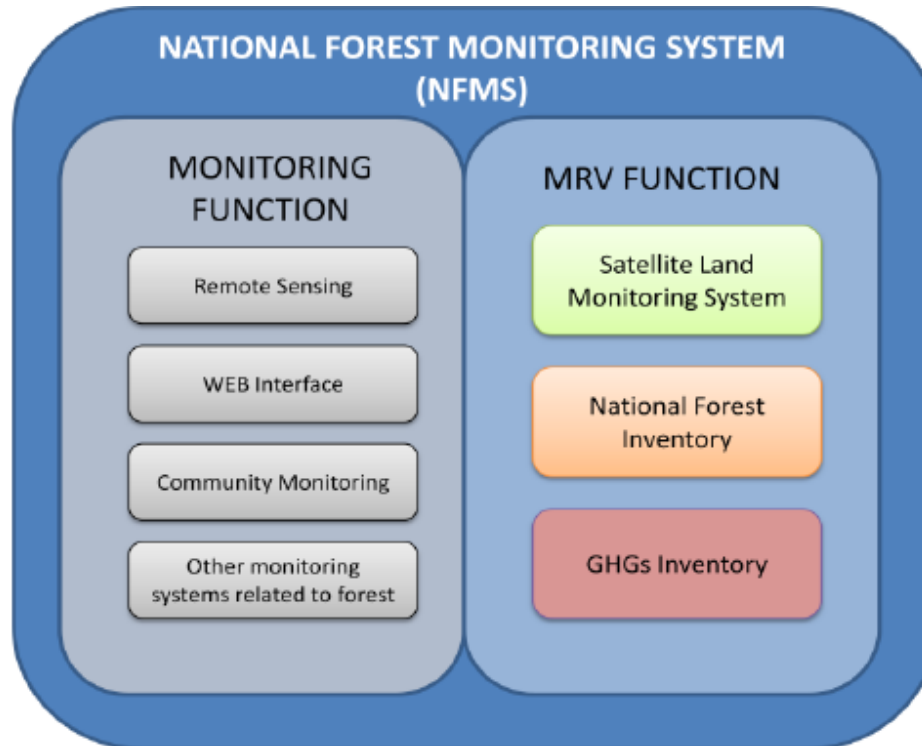 NATIONAL FOREST MONITORING SYSTEM
(NFMS)
MONITORING
FUNCTION
Remote Sensing
WEB Interface
Community Monitoring
Other monitoring
systems related to forest
MRV FUNCTION
Satellite Land
Monitoring System
National Forest
Inventory
GHGs Inventory